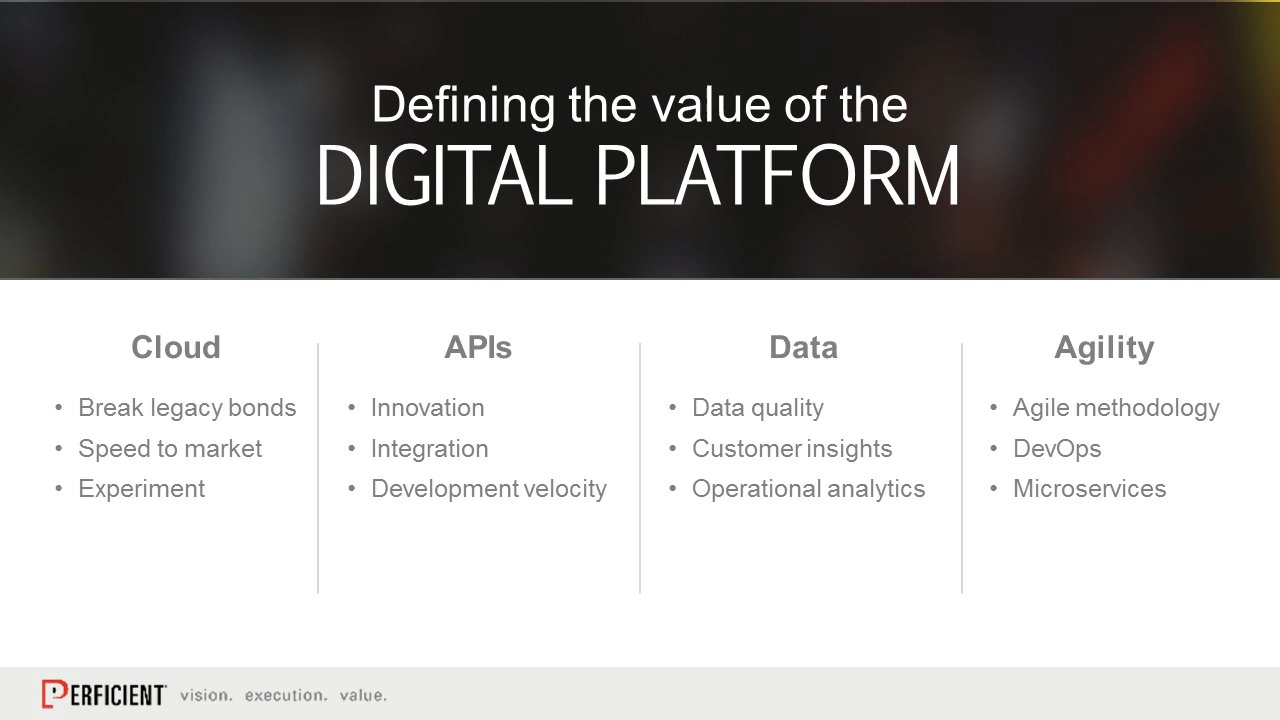 Defining the value of the
DIGITAL PLATFORM
Cloud
• Break legacy bonds
• Speed to market
• Experiment
APIs
• Innovation
• Integration
• Development velocity
Data
• Data quality
• Customer insights
• Operational analytics
Agility
• Agile methodology
• DevOps
• Microservices
PERFICIENT vision. execution. value.